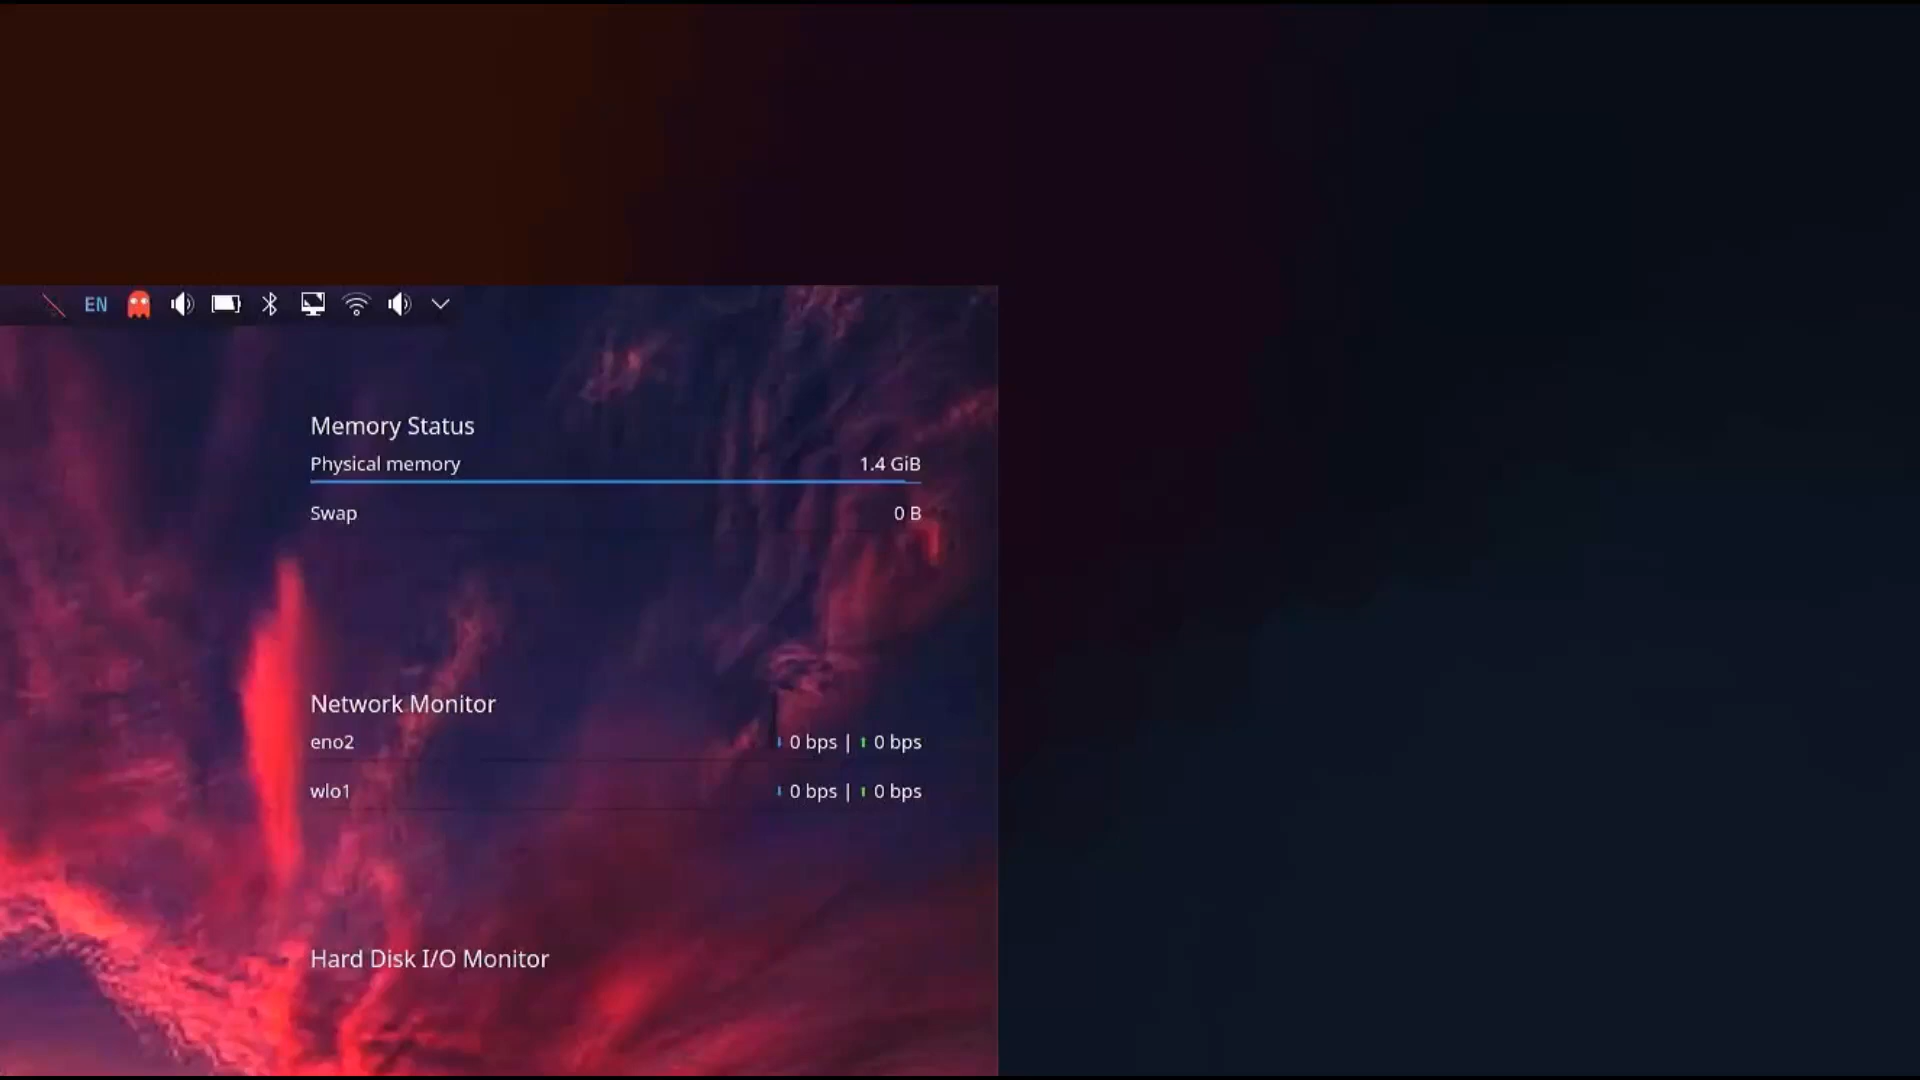 EN
Memory Status
Physical memory 1.4 GiB
Swap 0 B
Network Monitor
eno2 0 bps | 0 bps
wlo1 0 bps | 0 bps
Hard Disk I/O Monitor